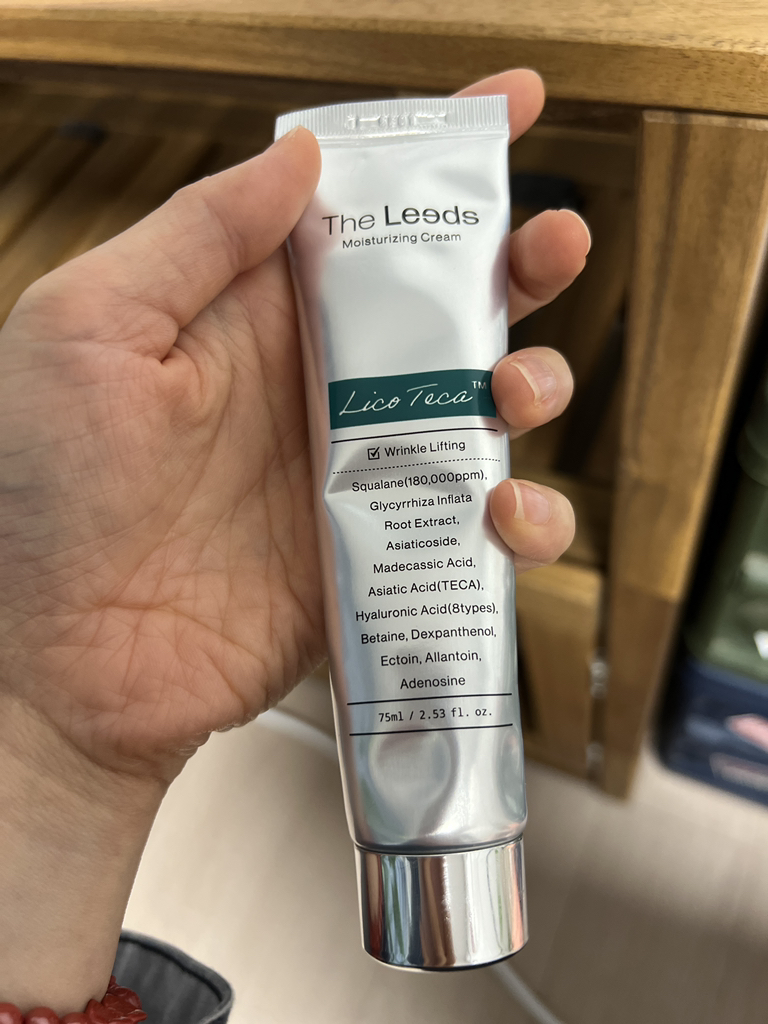 The Leeds
Moisturizing Cream
Lico Teca™
☑ Wrinkle Lifting
Squalane(180,000ppm),
Glycyrrhiza Inflata
Root Extract,
Asiaticoside,
Madecassic Acid,
Asiatic Acid(TECA),
Hyaluronic Acid(8types),
Betaine, Dexpanthenol,
Ectoin, Allantoin,
Adenosine
75ml / 2.53 fl. oz.